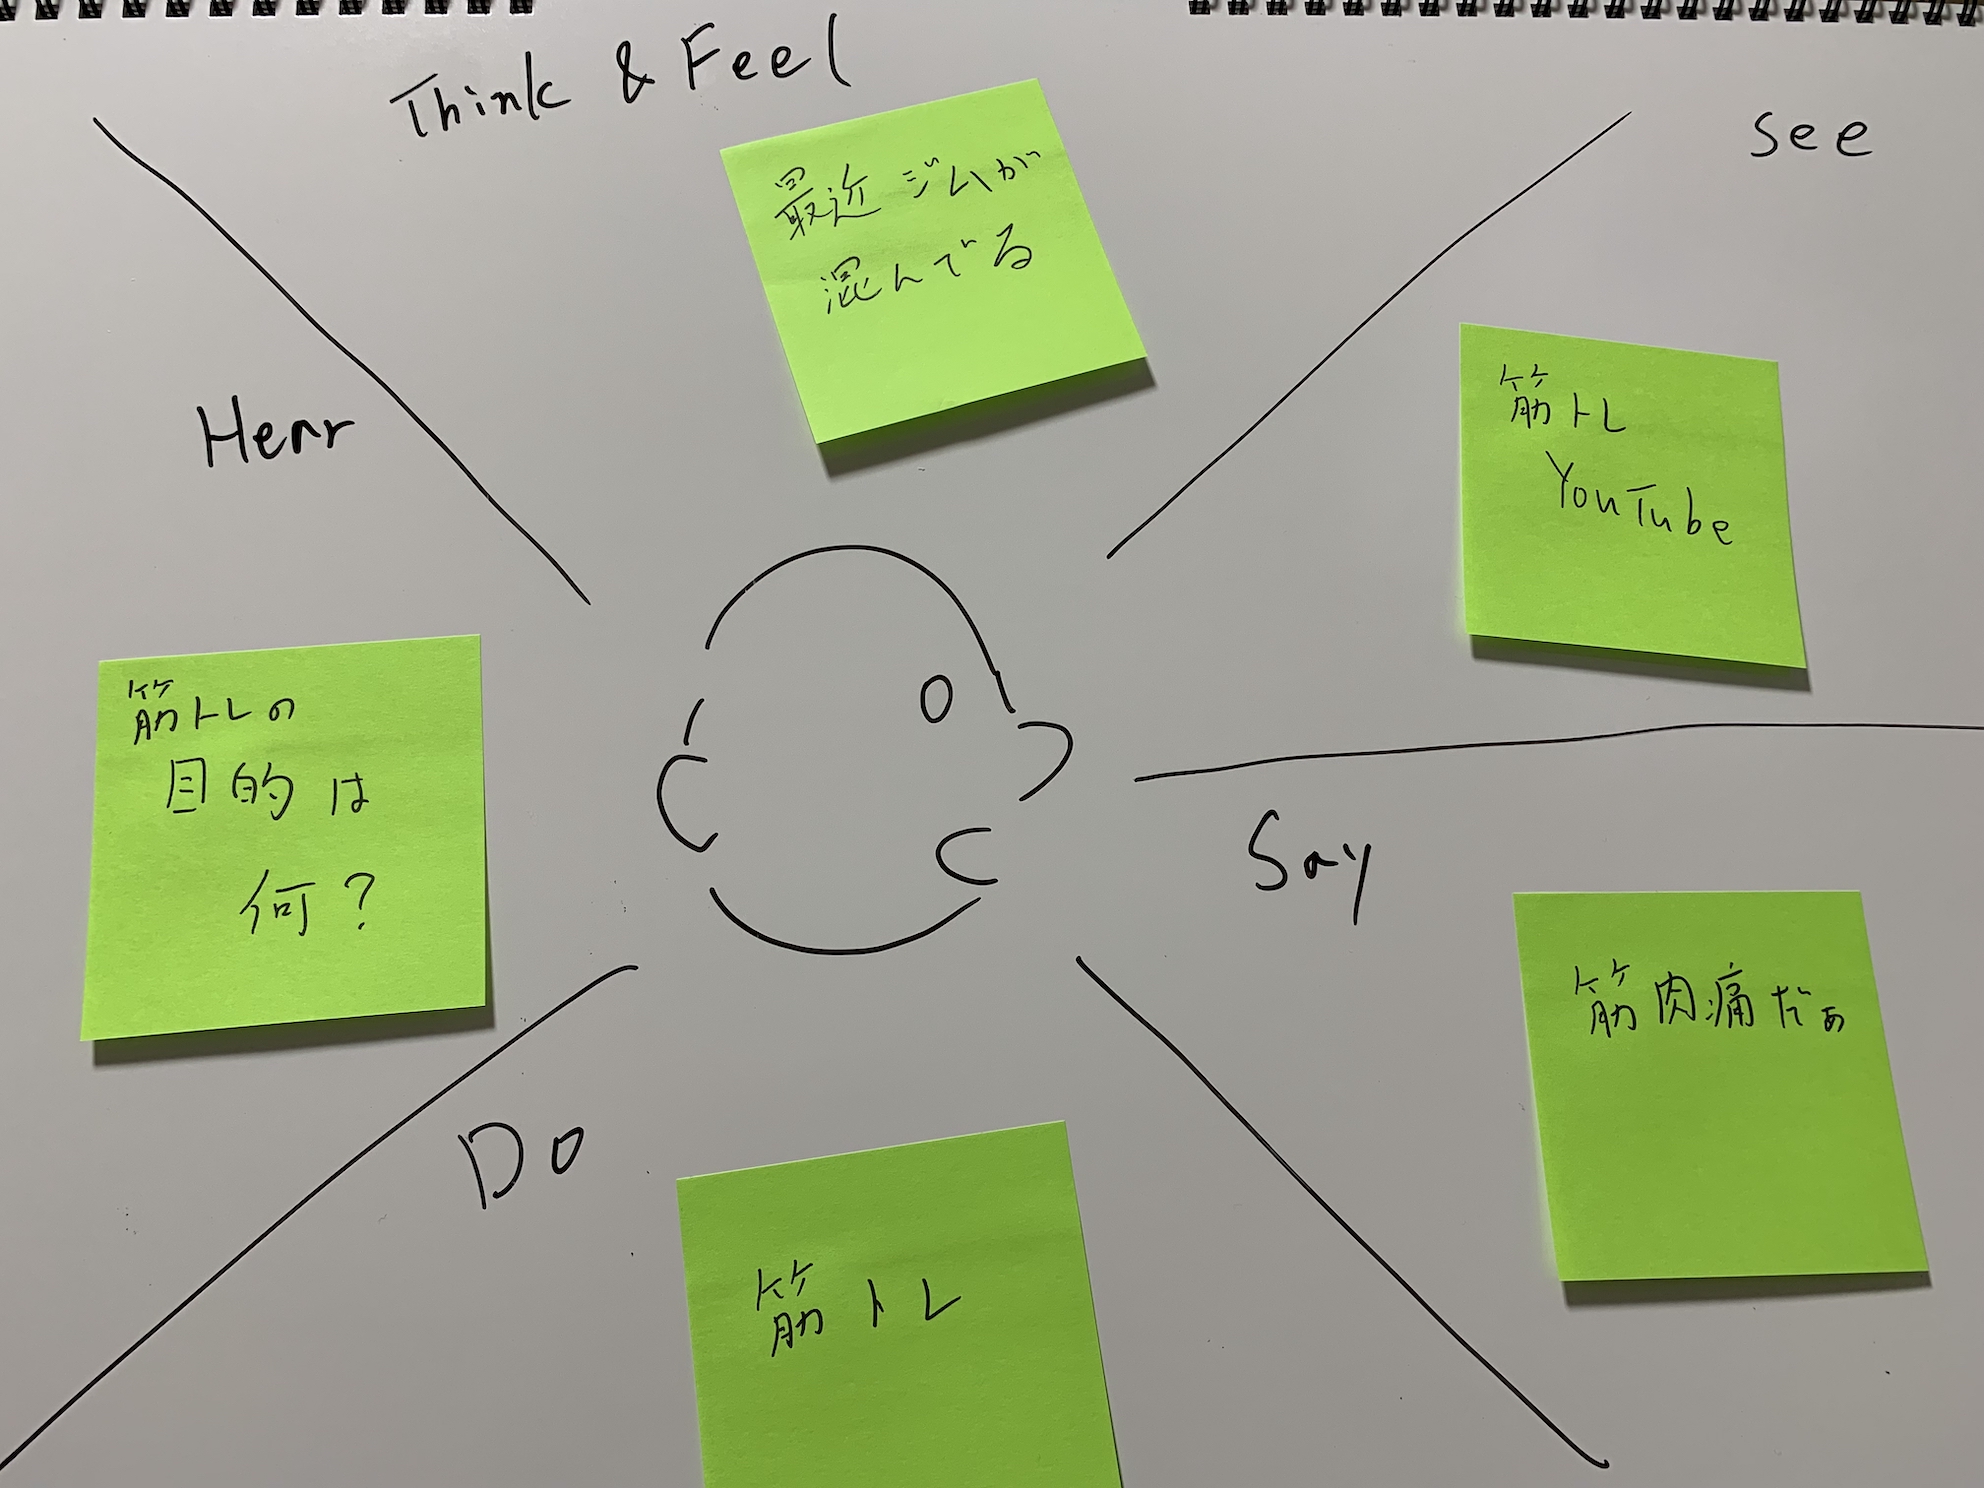 Think & Feel
最近 ジムが
混んでる
See
筋トレ
YouTube
Hear
筋トレの
目的は
何?
Say
筋肉痛だぁ
Do
筋トレ